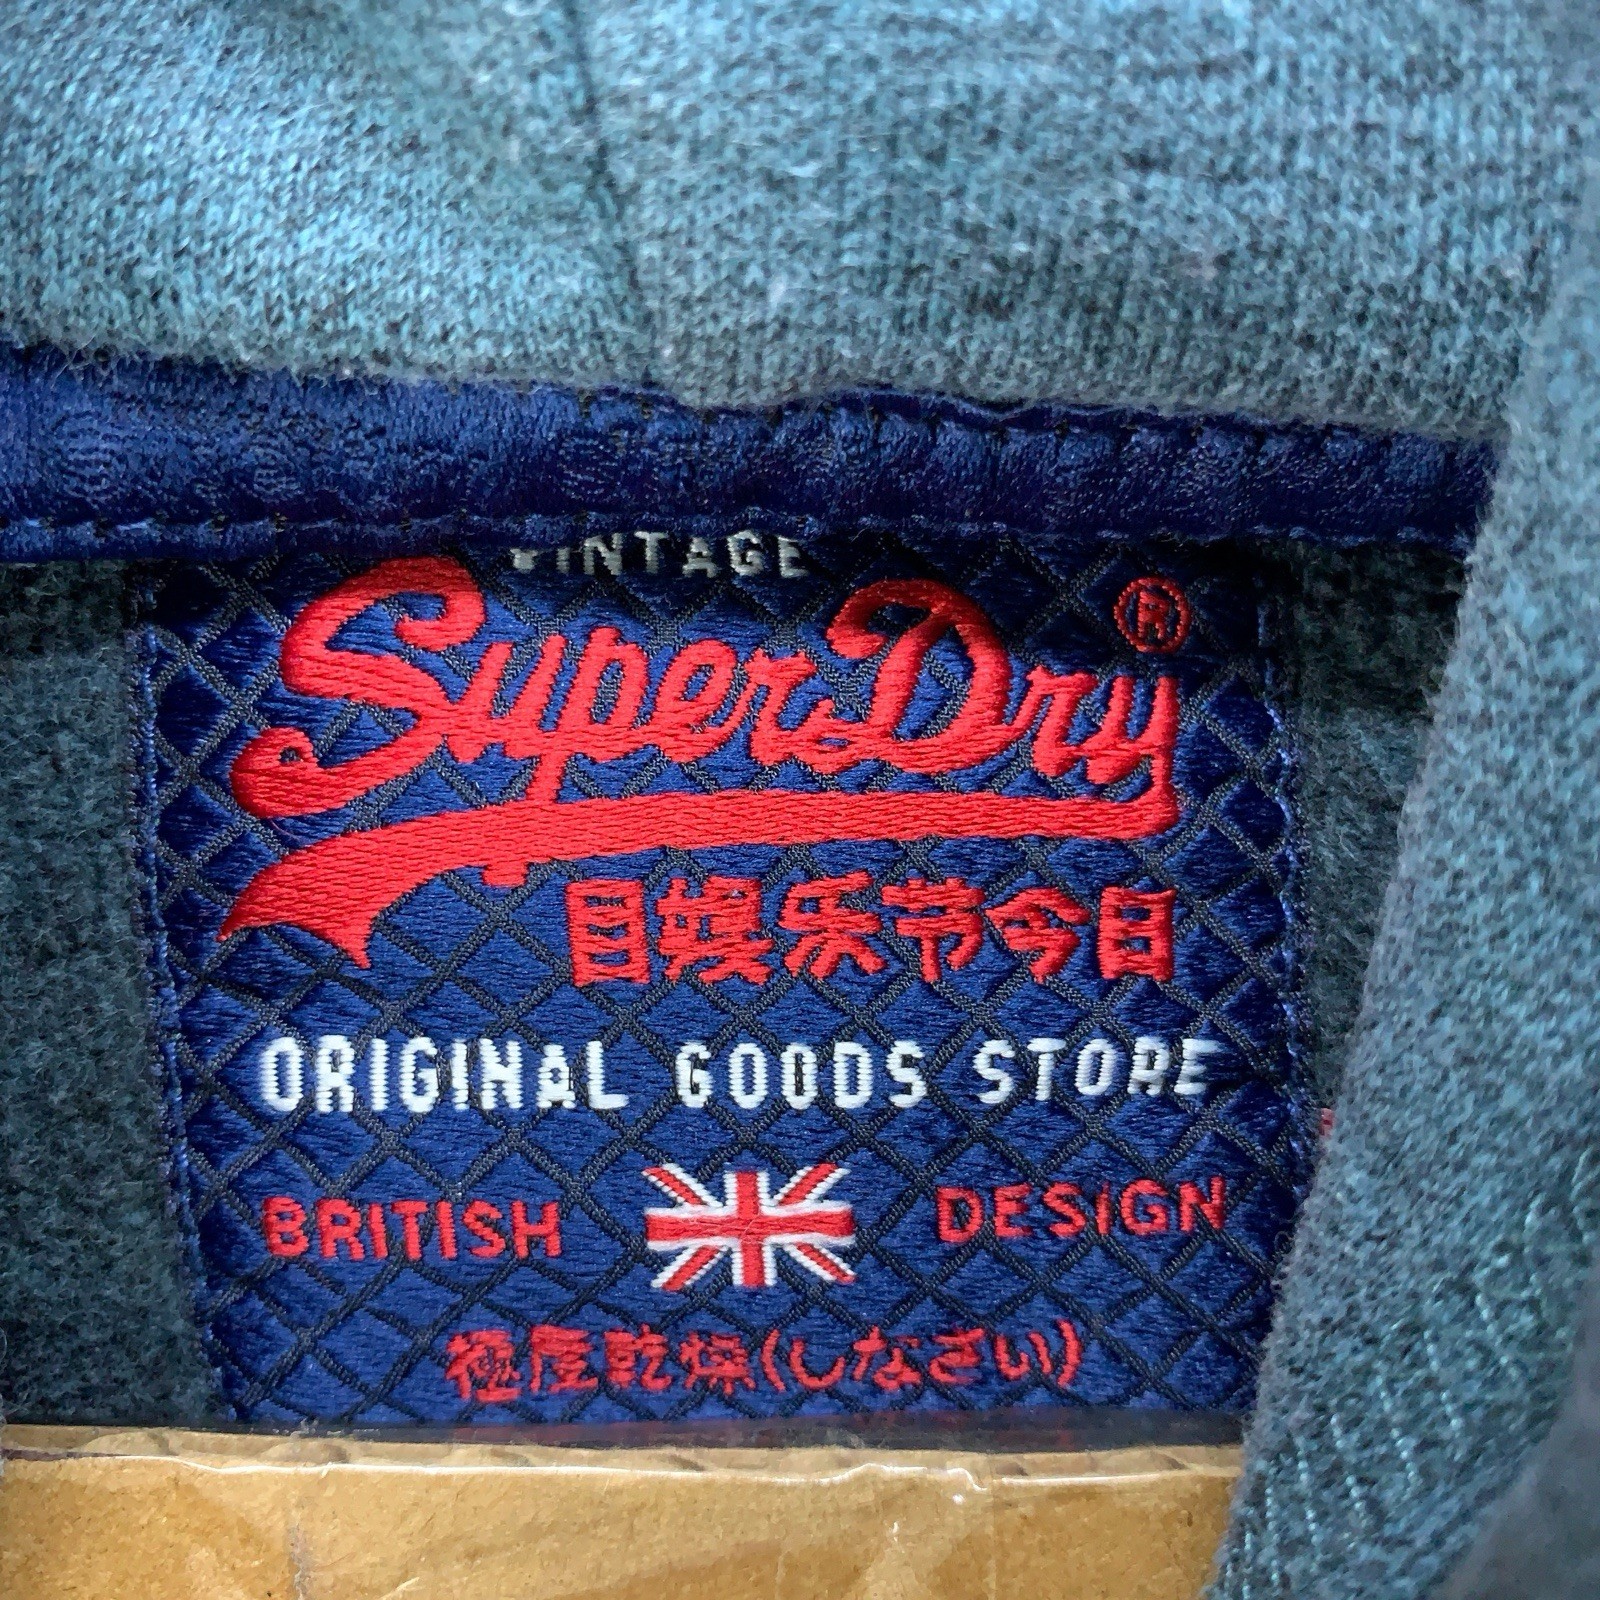 VINTAGE
SuperDry®
目娱乐节今日
ORIGINAL GOODS STORE
BRITISH DESIGN
極度乾燥(しなさい)